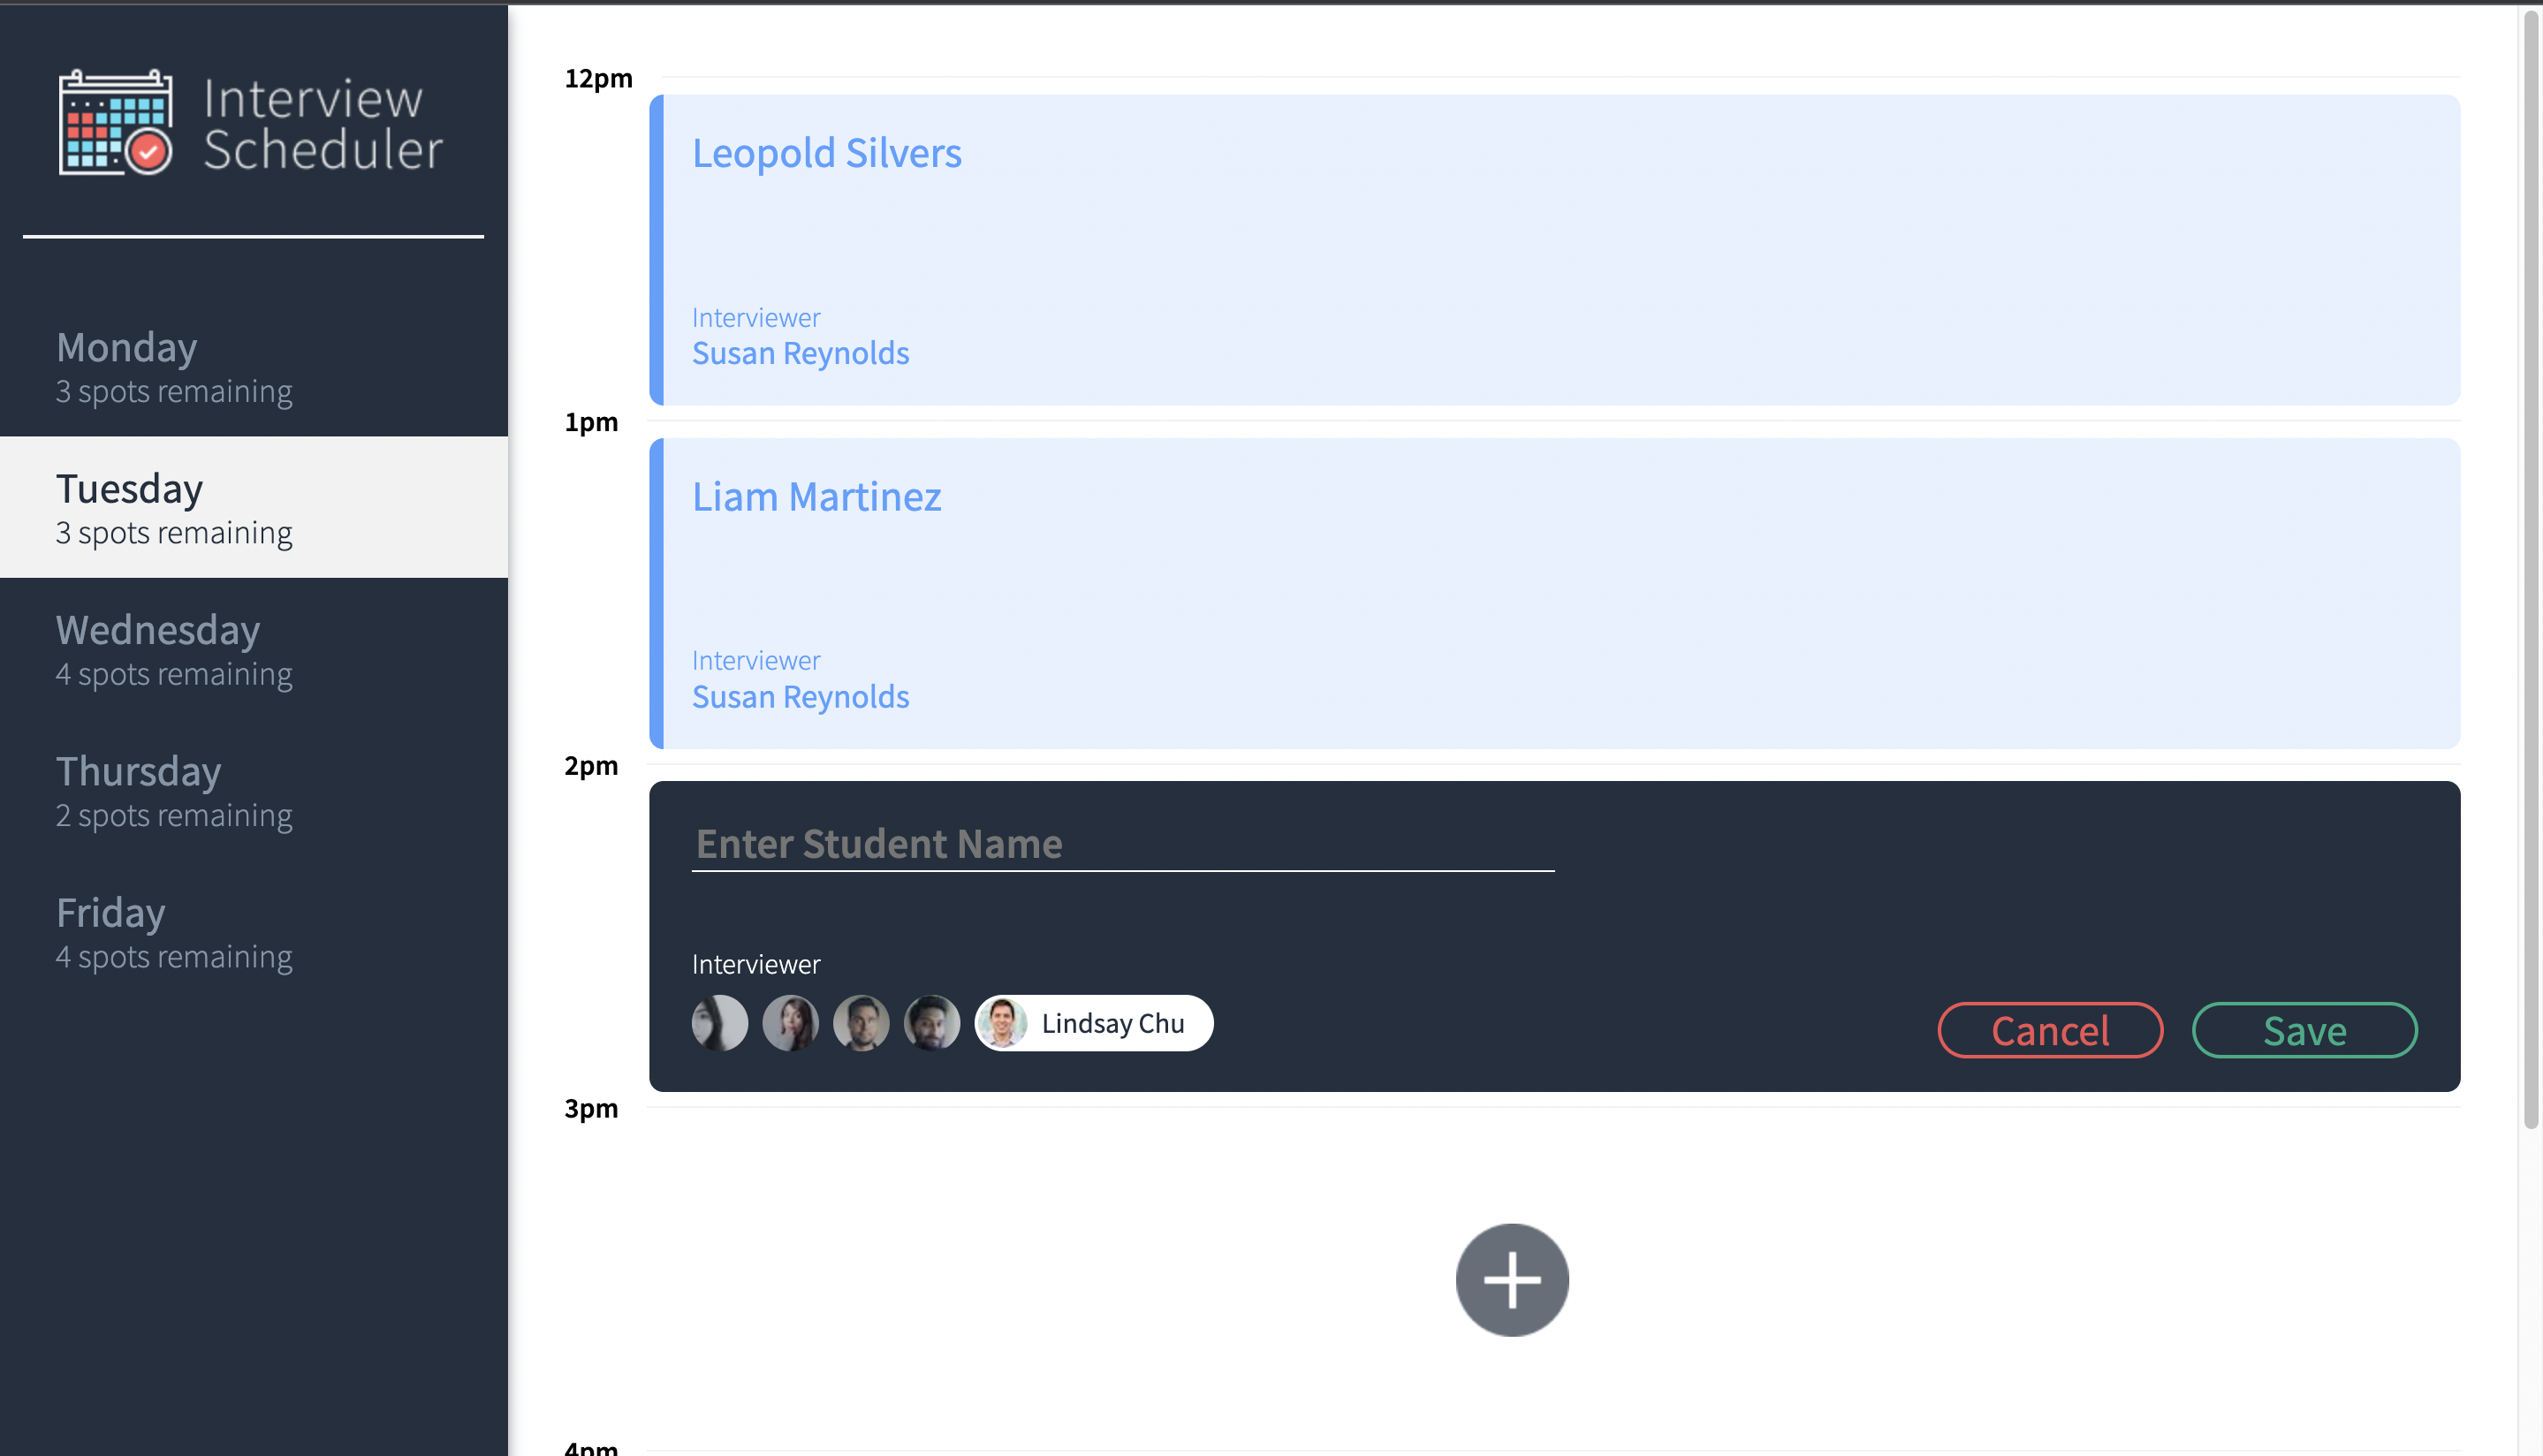 Interview
Scheduler
Monday
3 spots remaining
Tuesday
3 spots remaining
Wednesday
4 spots remaining
Thursday
2 spots remaining
Friday
4 spots remaining
12pm
Leopold Silvers
Interviewer
Susan Reynolds
1pm
Liam Martinez
Interviewer
Susan Reynolds
2pm
Enter Student Name
Interviewer
Lindsay Chu
Cancel
Save
3pm
4pm